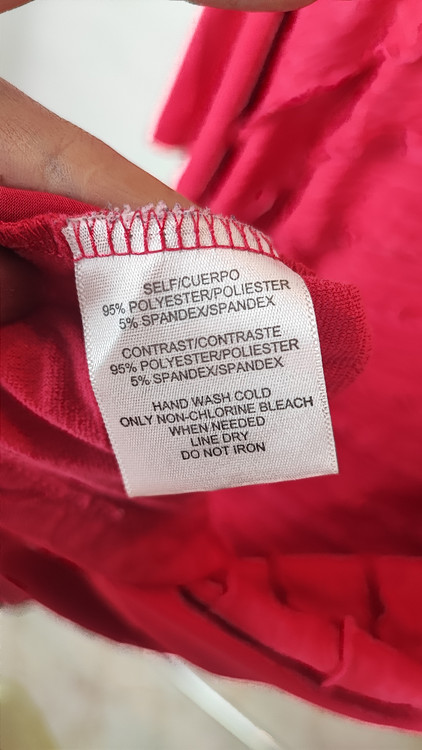 SELF/CUERPO
95% POLYESTER/POLIESTER
5% SPANDEX/SPANDEX
CONTRAST/CONTRASTE
95% POLYESTER/POLIESTER
5% SPANDEX/SPANDEX
HAND WASH COLD
ONLY NON-CHLORINE BLEACH
WHEN NEEDED
LINE DRY
DO NOT IRON